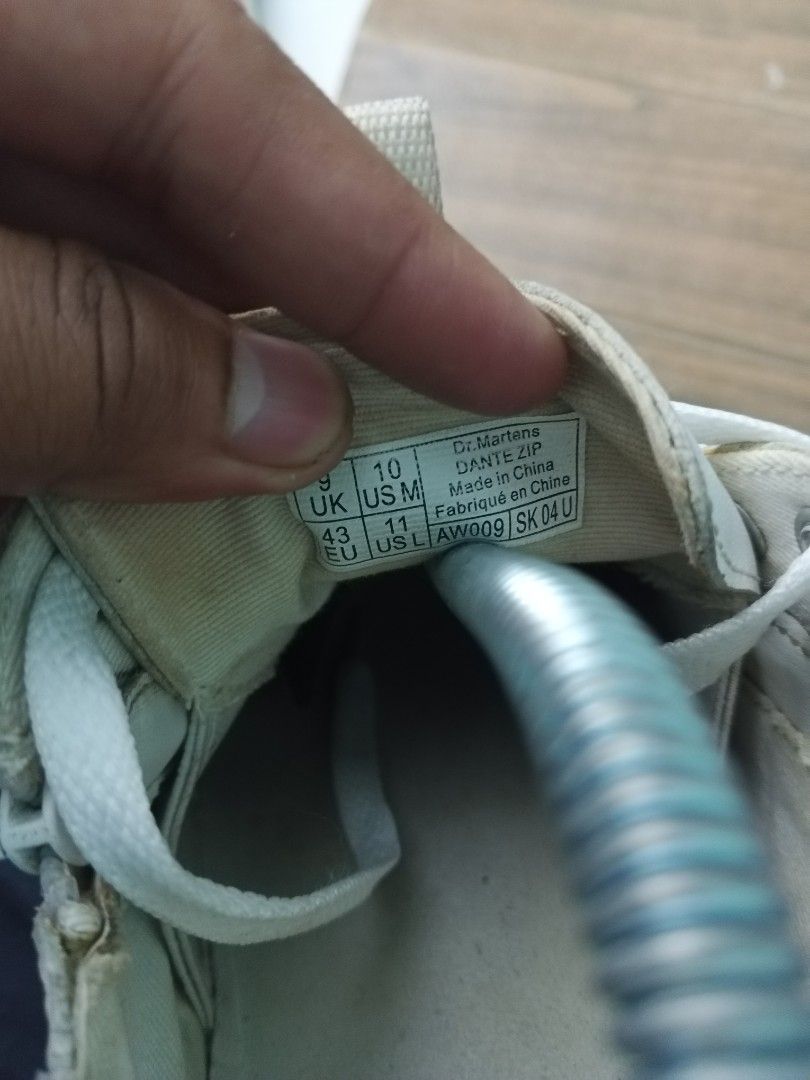 9
UK
10
US M
43
EU
11
US L
Dr.Martens
DANTE ZIP
Made in China
Fabriqué en Chine
AW009
SK 04 U